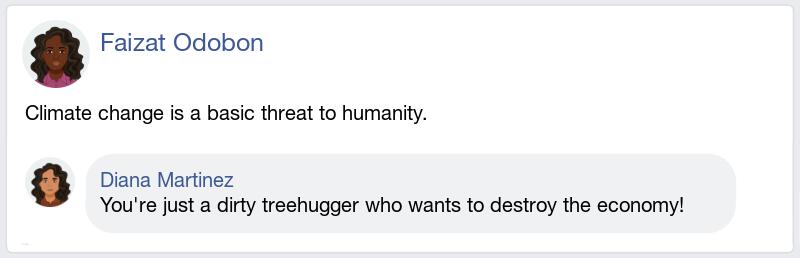 Faizat Odobon
Climate change is a basic threat to humanity.
Diana Martinez
You're just a dirty treehugger who wants to destroy the economy!